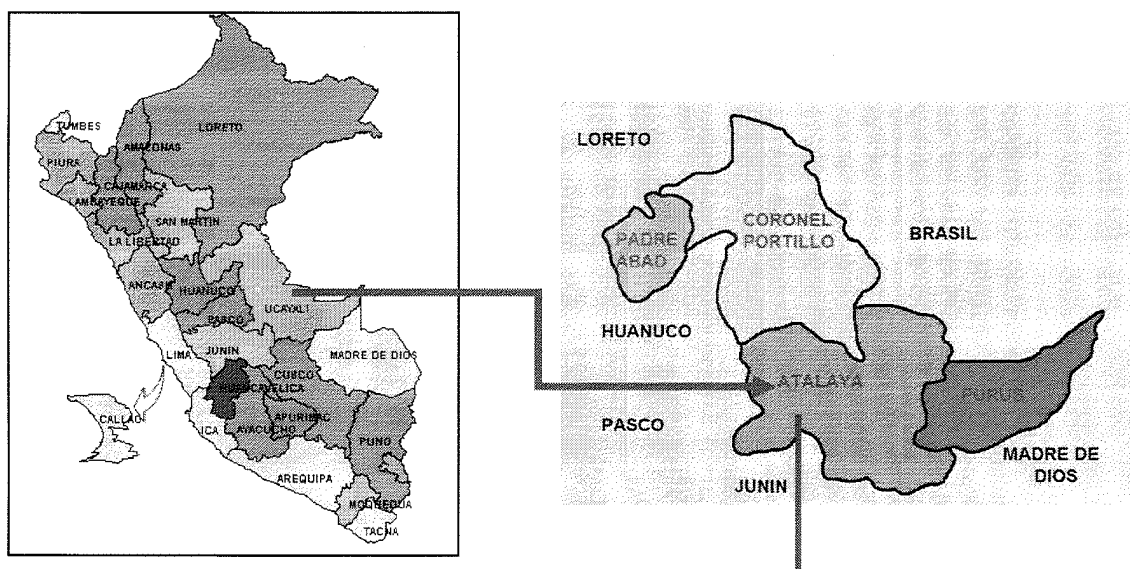 TUMBES
LORETO
PIURA
AMAZONAS
CAJAMARCA
LAMBAYEQUE
SAN MARTIN
LA LIBERTAD
ANCASH
HUANUCO
UCAYALI
PASCO
LIMA
JUNIN
MADRE DE DIOS
CUSCO
HUANCAVELICA
CALLAO
APURIMAC
ICA
AYACUCHO
PUNO
AREQUIPA
MOQUEGUA
TACNA
LORETO
PADRE
ABAD
CORONEL
PORTILLO
BRASIL
HUANUCO
ATALAYA
PURUS
PASCO
JUNIN
MADRE DE
DIOS